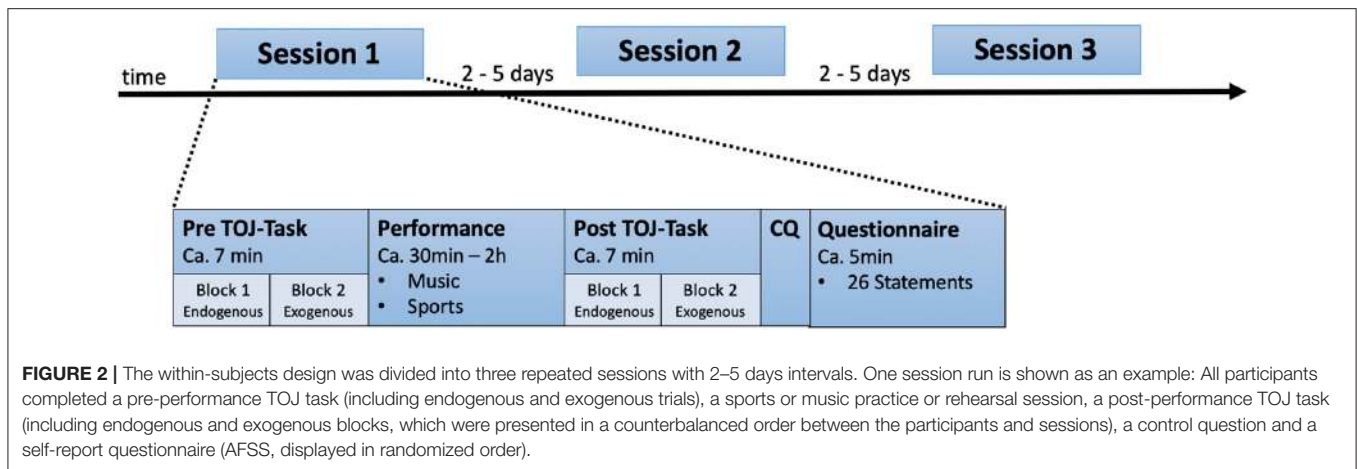 Session 1
Session 2
Session 3
time
2 - 5 days
2 - 5 days
Pre TOJ-Task
Ca. 7 min
Block 1
Endogenous
Block 2
Exogenous
Performance
Ca. 30min – 2h
• Music
• Sports
Post TOJ-Task
Ca. 7 min
Block 1
Endogenous
Block 2
Exogenous
CQ
Questionnaire
Ca. 5min
• 26 Statements
FIGURE 2 | The within-subjects design was divided into three repeated sessions with 2–5 days intervals. One session run is shown as an example: All participants
completed a pre-performance TOJ task (including endogenous and exogenous trials), a sports or music practice or rehearsal session, a post-performance TOJ task
(including endogenous and exogenous blocks, which were presented in a counterbalanced order between the participants and sessions), a control question and a
self-report questionnaire (AFSS, displayed in randomized order).